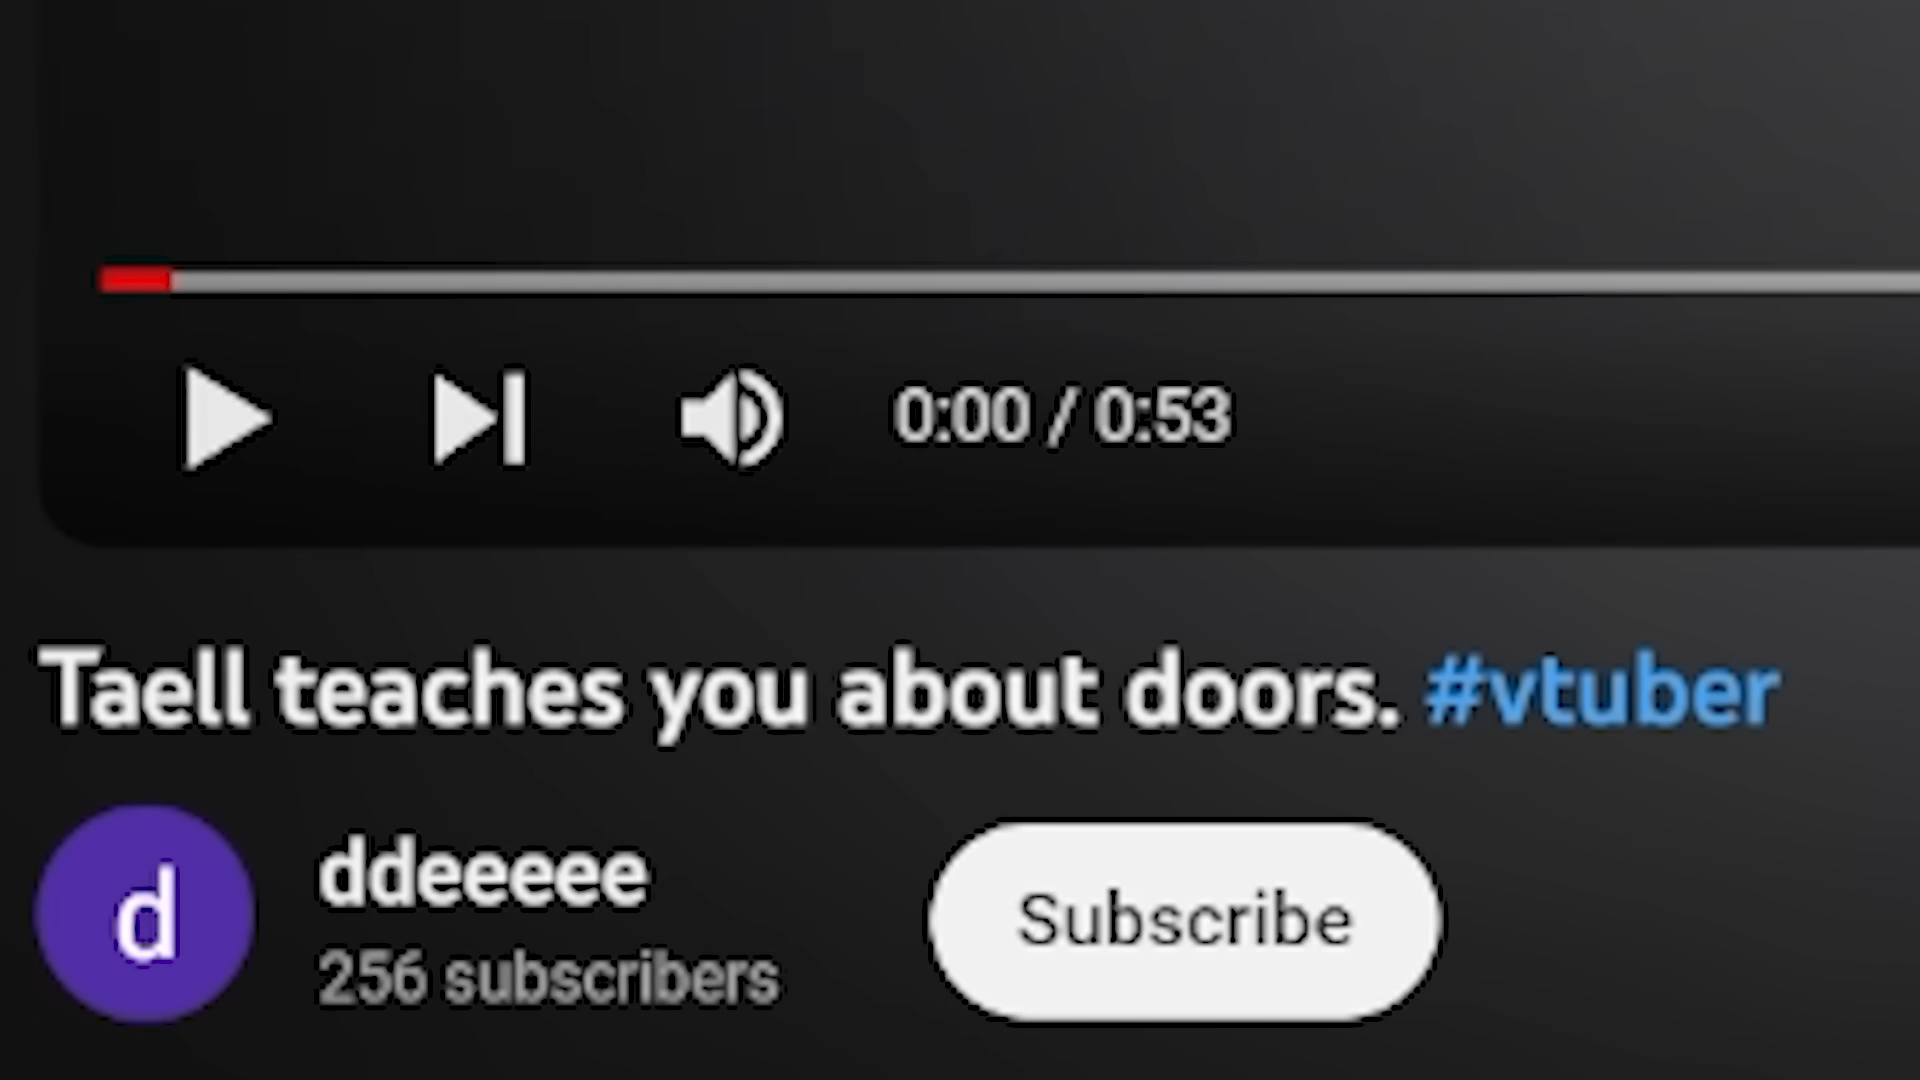 0:00 / 0:53
Taell teaches you about doors. #vtuber
d
ddeeeee
256 subscribers
Subscribe